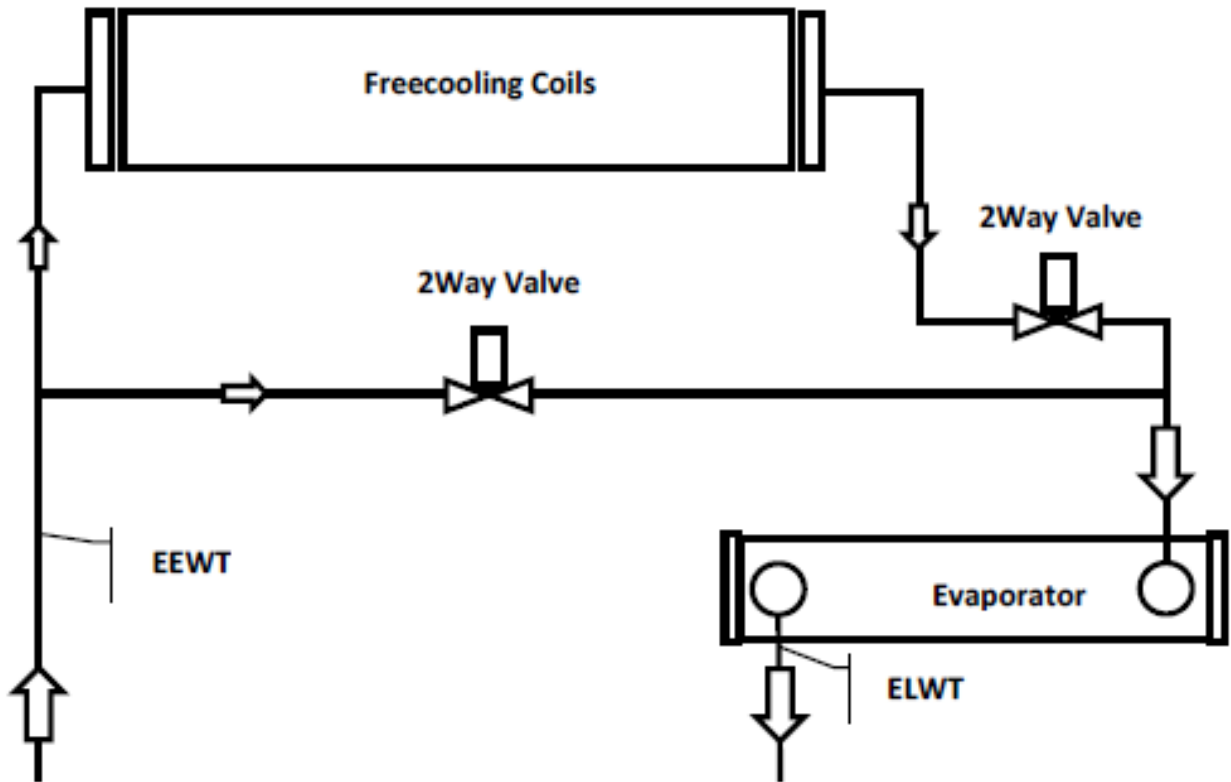 Freecooling Coils
2Way Valve
2Way Valve
EEWT
Evaporator
ELWT